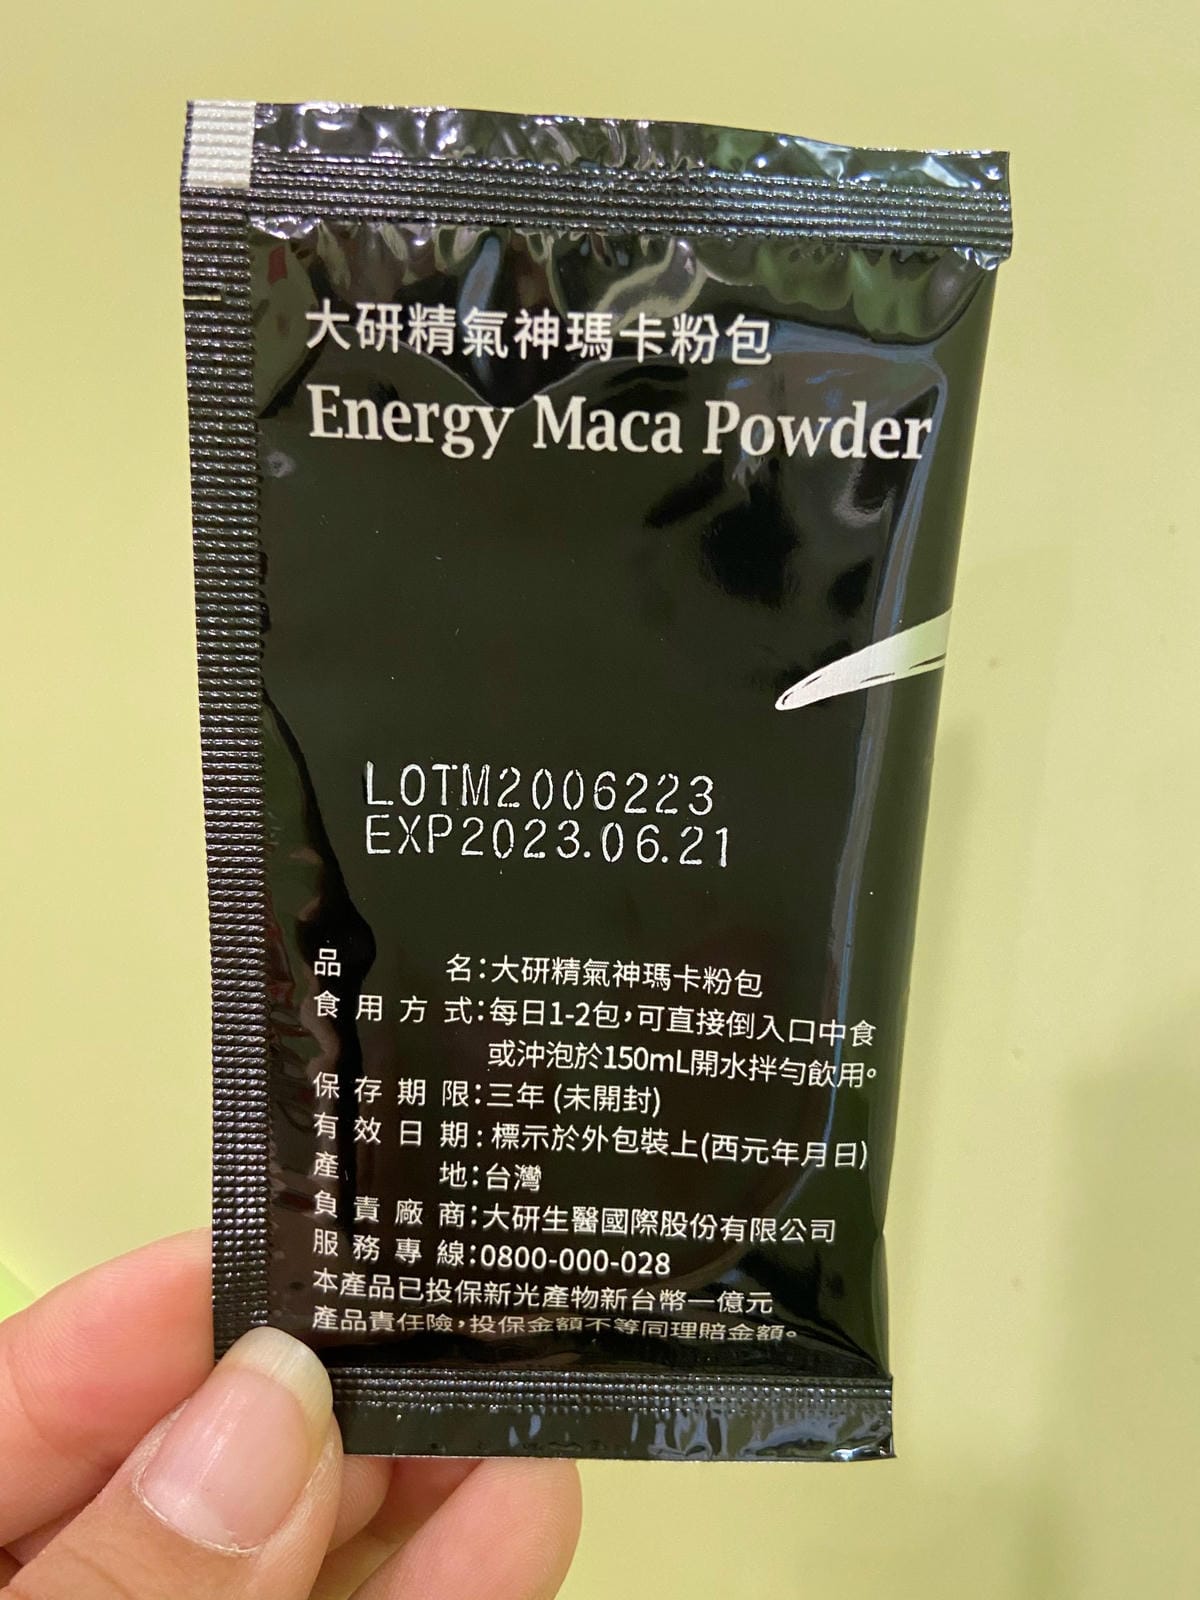 大研精氣神瑪卡粉包
Energy Maca Powder
LOTM2006223
EXP2023.06.21
品名：大研精氣神瑪卡粉包
食用方式：每日1-2包，可直接倒入口中食
或沖泡於150mL開水拌勻飲用。
保存期限：三年 (未開封)
有效日期：標示於外包裝上(西元年月日)
產地：台灣
負責廠商：大研生醫國際股份有限公司
服務專線：0800-000-028
本產品已投保新光產物新台幣一億元
產品責任險，投保金額不等同理賠金額。